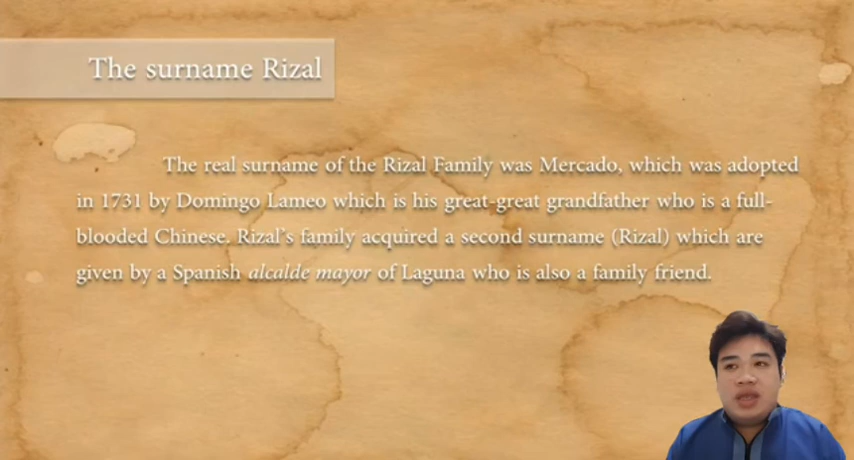 The surname Rizal
The real surname of the Rizal Family was Mercado, which was adopted
in 1731 by Domingo Lameo which is his great-great grandfather who is a full-
blooded Chinese. Rizal's family acquired a second surname (Rizal) which are
given by a Spanish alcalde mayor of Laguna who is also a family friend.